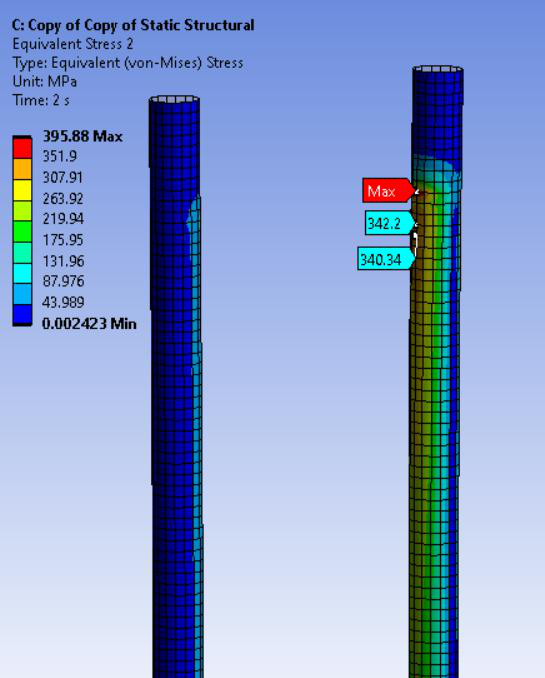 C: Copy of Copy of Static Structural
Equivalent Stress 2
Type: Equivalent (von-Mises) Stress
Unit: MPa
Time: 2 s
395.88 Max
351.9
307.91
263.92
219.94
175.95
131.96
87.976
43.989
0.002423 Min
Max
342.2
340.34